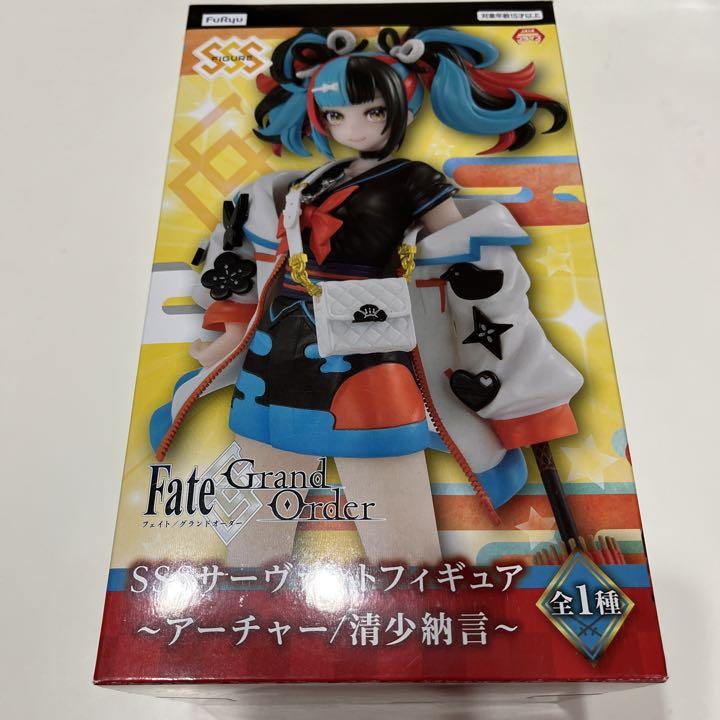 FuRyu
対象年齢15才以上
SSS
FIGURE
Fate
Grand
Order
フェイト/グランドオーダー
SSSサーヴァントフィギュア
〜アーチャー/清少納言〜
全1種